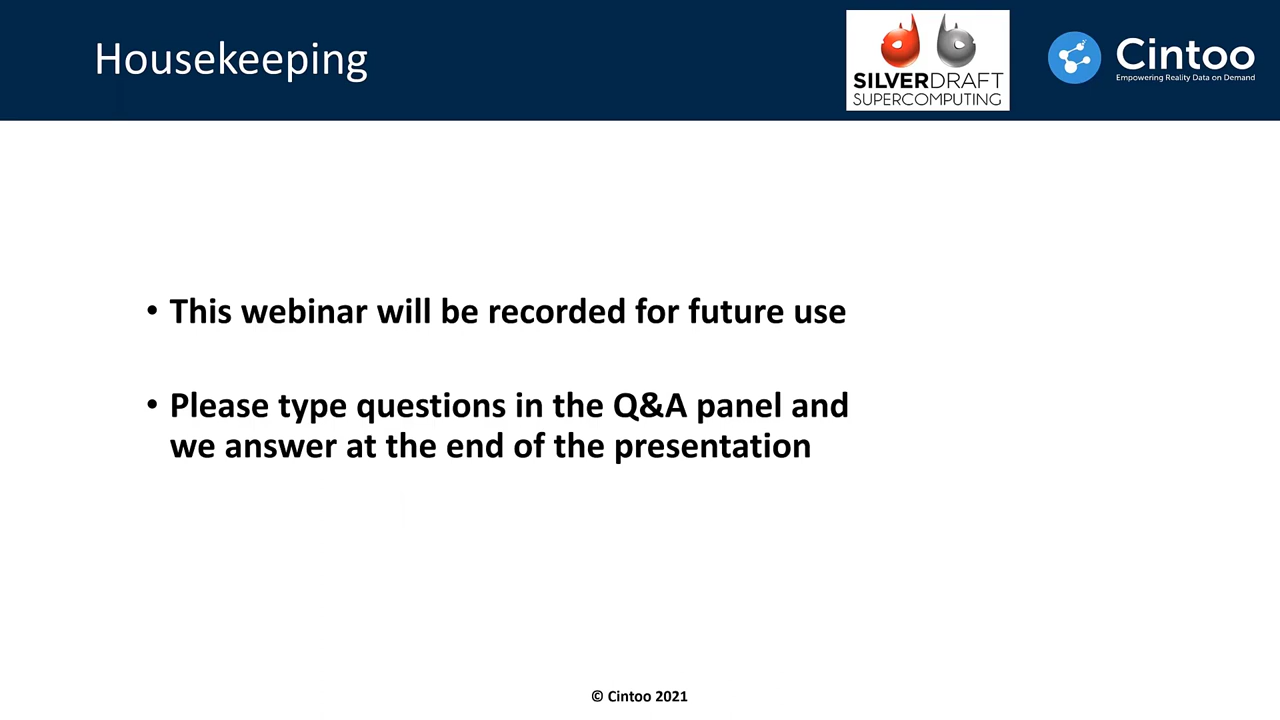 Housekeeping
SILVERDRAFT
SUPERCOMPUTING
Cintoo
Empowering Reality Data on Demand
• This webinar will be recorded for future use
• Please type questions in the Q&A panel and
we answer at the end of the presentation
© Cintoo 2021